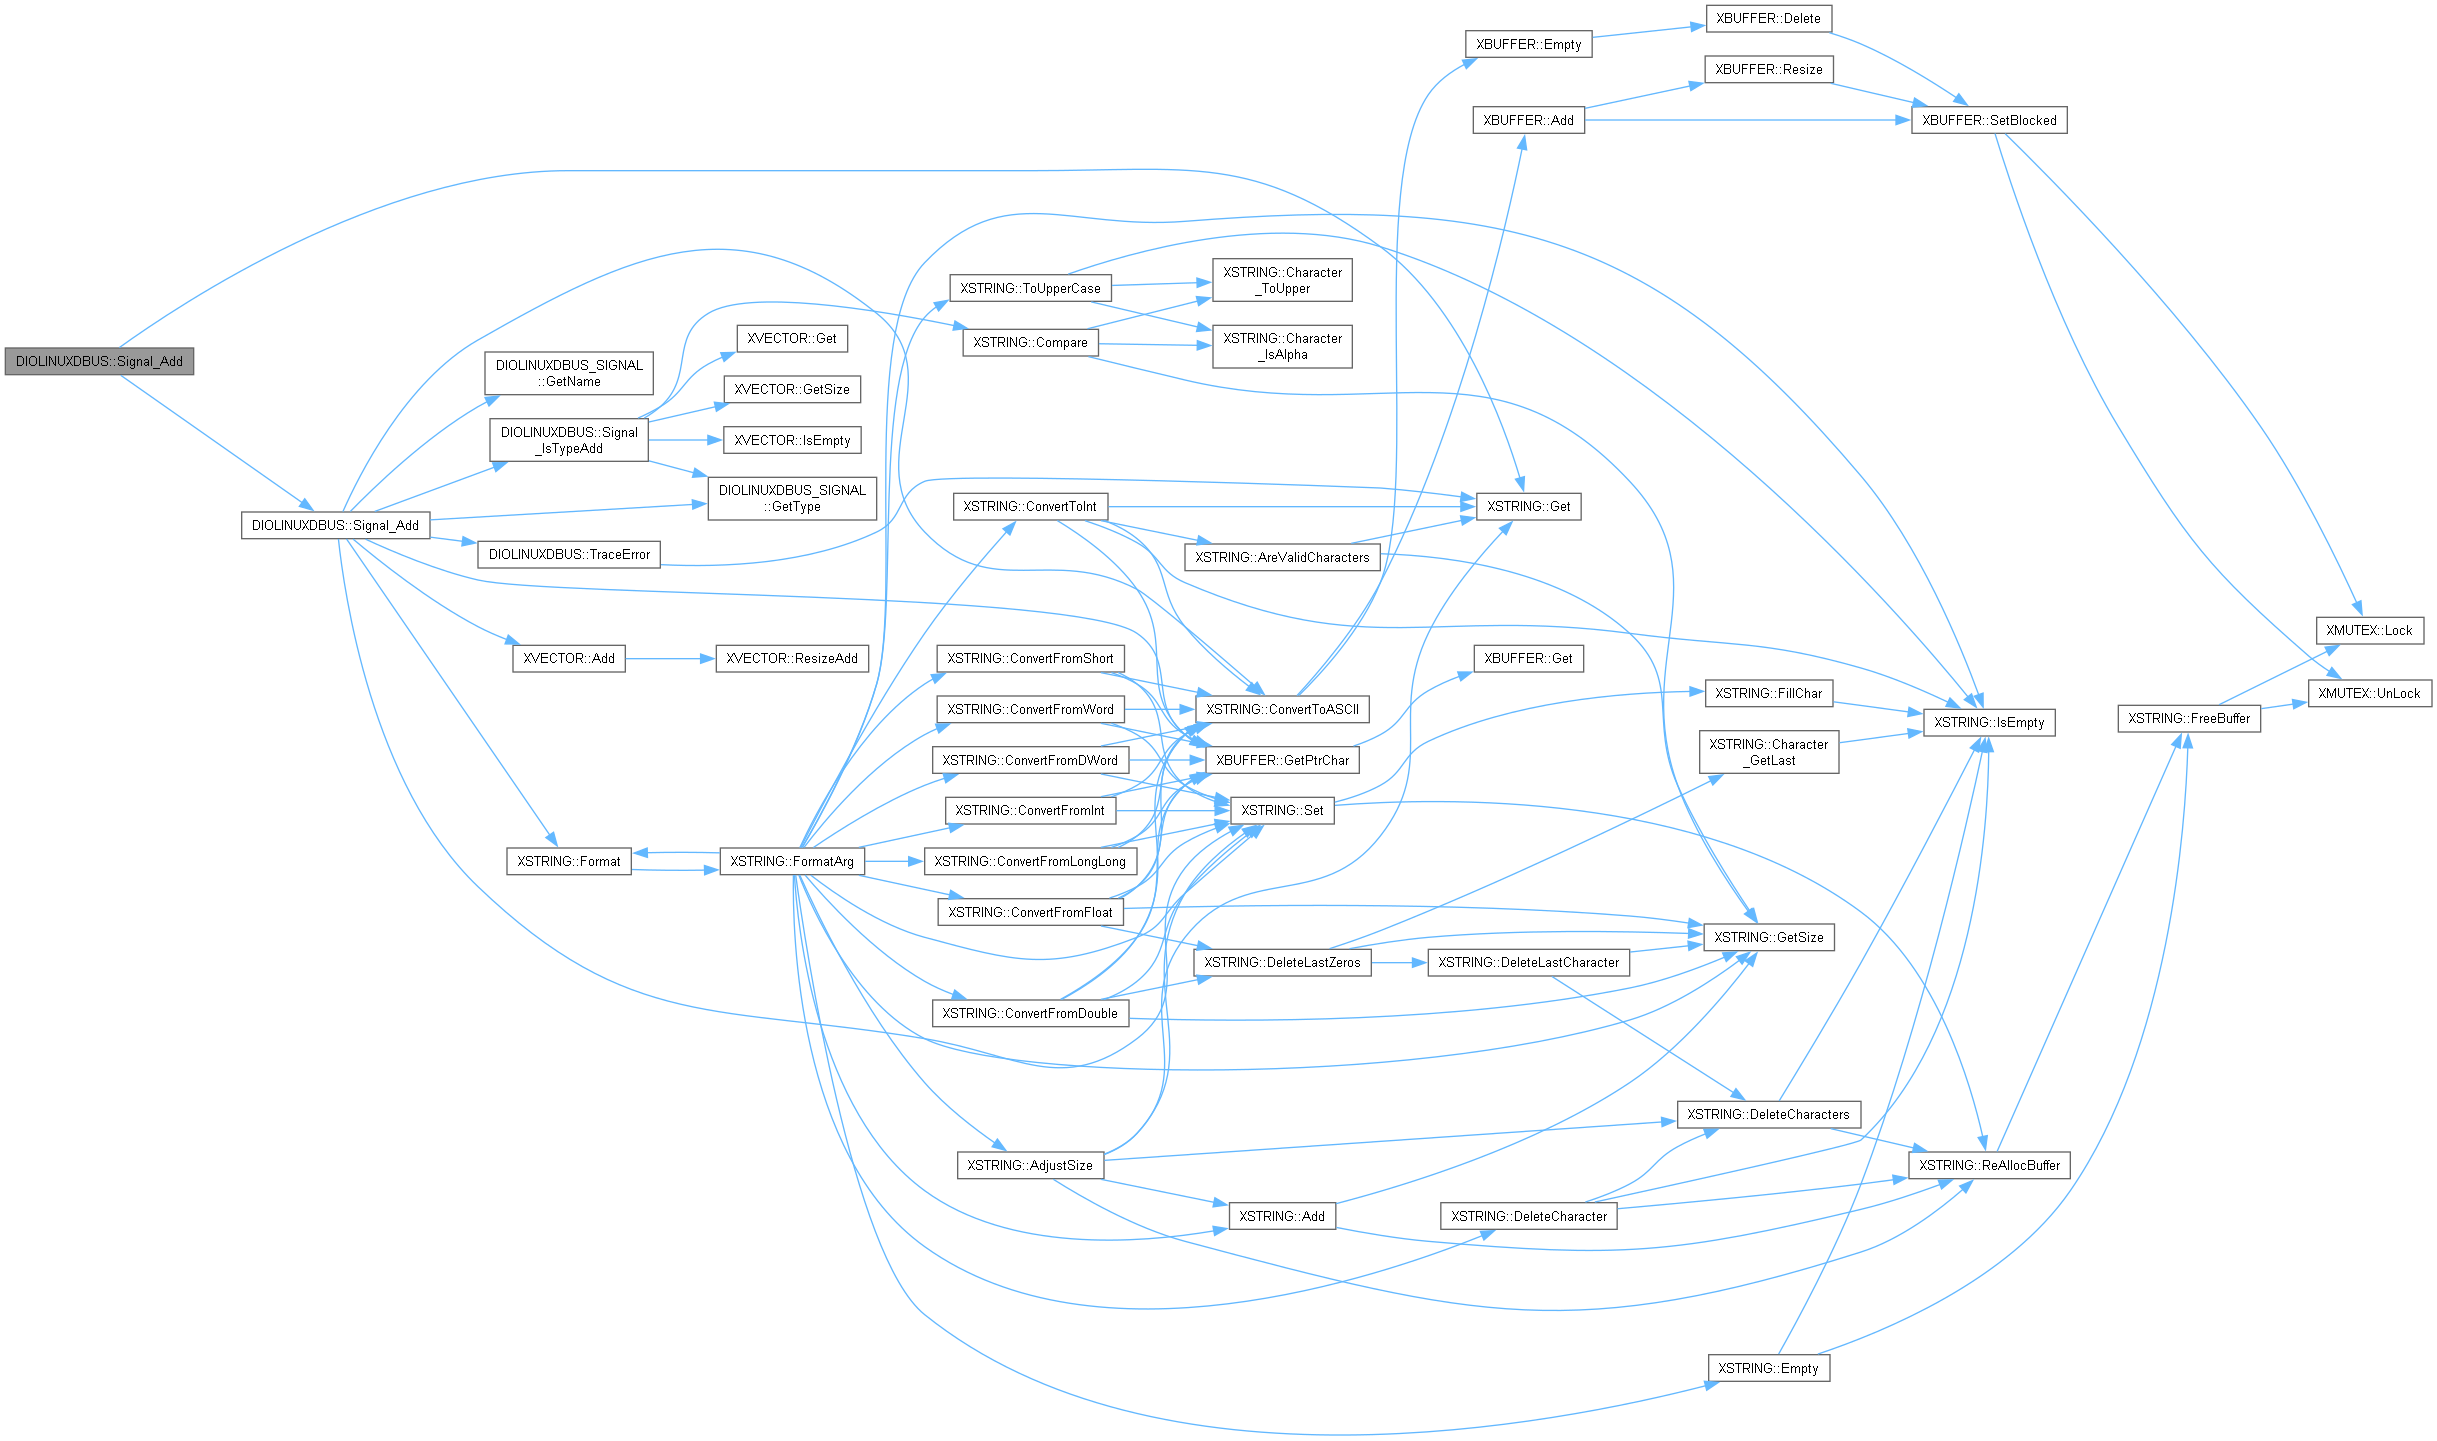 DIOLINUXDBUS::Signal_Add
DIOLINUXDBUS::Signal_Add
DIOLINUXDBUS_SIGNAL
::GetName
DIOLINUXDBUS::Signal
_IsTypeAdd
DIOLINUXDBUS::TraceError
XVECTOR::Add
XSTRING::Format
XVECTOR::Get
XVECTOR::GetSize
XVECTOR::IsEmpty
DIOLINUXDBUS_SIGNAL
::GetType
XVECTOR::ResizeAdd
XSTRING::FormatArg
XSTRING::ToUpperCase
XSTRING::Compare
XSTRING::ConvertToInt
XSTRING::ConvertFromShort
XSTRING::ConvertFromWord
XSTRING::ConvertFromDWord
XSTRING::ConvertFromInt
XSTRING::ConvertFromLongLong
XSTRING::ConvertFromFloat
XSTRING::ConvertFromDouble
XSTRING::AdjustSize
XSTRING::Character
_ToUpper
XSTRING::Character
_IsAlpha
XSTRING::AreValidCharacters
XSTRING::ConvertToASCII
XBUFFER::GetPtrChar
XSTRING::Set
XSTRING::DeleteLastZeros
XSTRING::Add
XBUFFER::Empty
XBUFFER::Add
XSTRING::Get
XBUFFER::Get
XSTRING::DeleteLastCharacter
XSTRING::DeleteCharacter
XBUFFER::Delete
XBUFFER::Resize
XSTRING::FillChar
XSTRING::Character
_GetLast
XSTRING::GetSize
XSTRING::DeleteCharacters
XSTRING::Empty
XBUFFER::SetBlocked
XSTRING::IsEmpty
XSTRING::ReAllocBuffer
XSTRING::FreeBuffer
XMUTEX::Lock
XMUTEX::UnLock